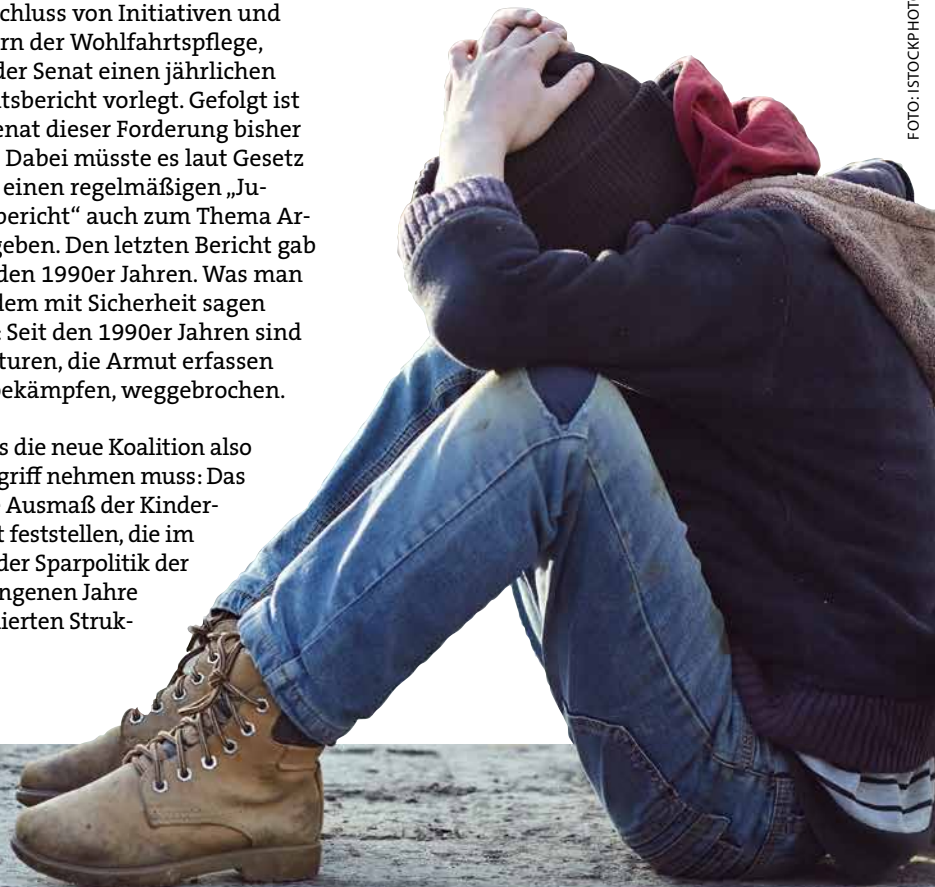 chluss von Initiativen und
rn der Wohlfahrtspflege,
der Senat einen jährlichen
tsbericht vorlegt. Gefolgt ist
enat dieser Forderung bisher
Dabei müsste es laut Gesetz
einen regelmäßigen „Ju-
bericht“ auch zum Thema Ar-
geben. Den letzten Bericht gab
den 1990er Jahren. Was man
dem mit Sicherheit sagen
: Seit den 1990er Jahren sind
turen, die Armut erfassen
bekämpfen, weggebrochen.
s die neue Koalition also
griff nehmen muss: Das
Ausmaß der Kinder-
t feststellen, die im
der Sparpolitik der
ngenen Jahre
ierten Struk-
FOTO: ISTOCKPHOT